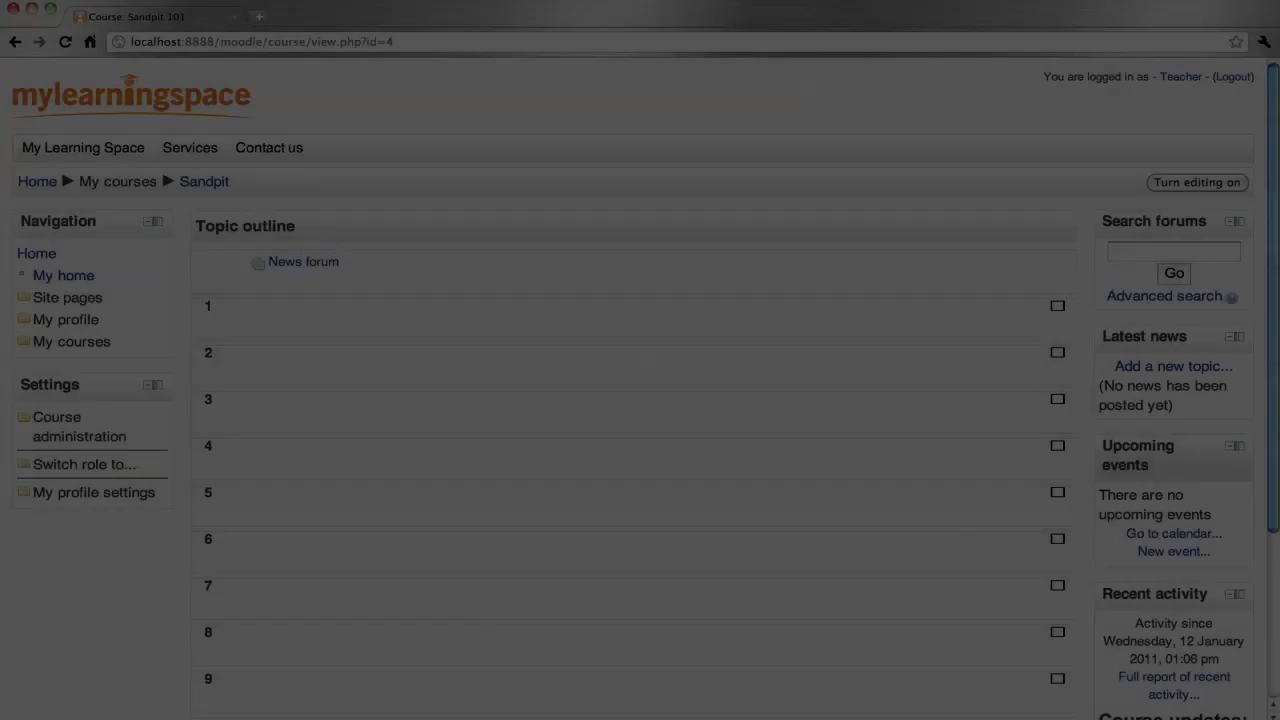 Course: Sandpit 101
localhost:8888/moodle/course/view.php?id=4
mylearningspace
You are logged in as - Teacher - (Logout)
My Learning Space Services Contact us
Home ► My courses ► Sandpit
Turn editing on
Navigation
Home
My home
Site pages
My profile
My courses
Settings
Course
administration
Switch role to...
My profile settings
Topic outline
News forum
1
2
3
4
5
6
7
8
9
Search forums
Go
Advanced search
Latest news
Add a new topic...
(No news has been
posted yet)
Upcoming
events
There are no
upcoming events
Go to calendar...
New event...
Recent activity
Activity since
Wednesday, 12 January
2011, 01:06 pm
Full report of recent
activity...
Course updates: